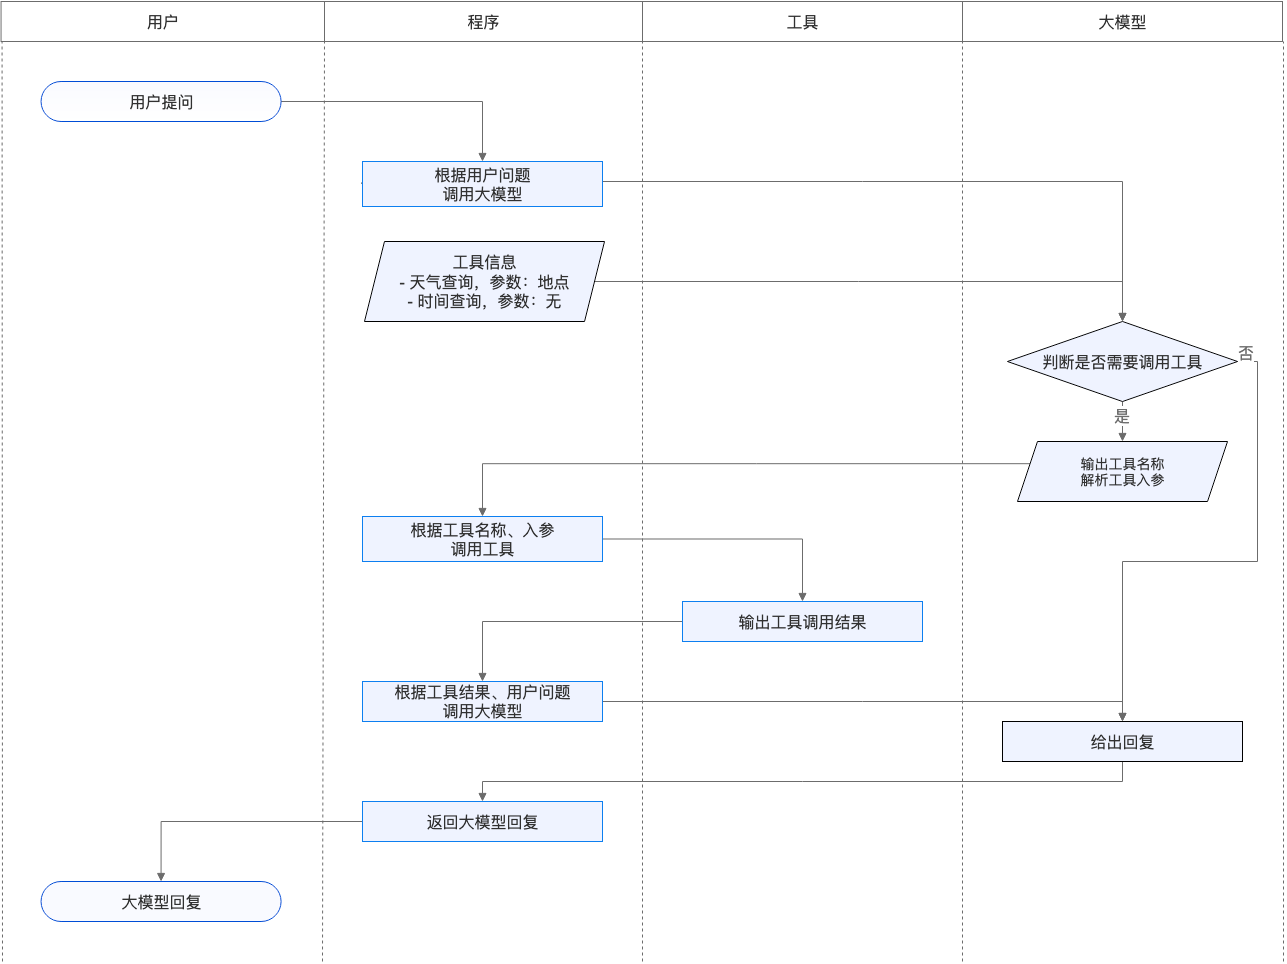 用户
程序
工具
大模型
用户提问
根据用户问题
调用大模型
工具信息
- 天气查询，参数：地点
- 时间查询，参数：无
判断是否需要调用工具
否
是
输出工具名称
解析工具入参
根据工具名称、入参
调用工具
输出工具调用结果
根据工具结果、用户问题
调用大模型
给出回复
返回大模型回复
大模型回复